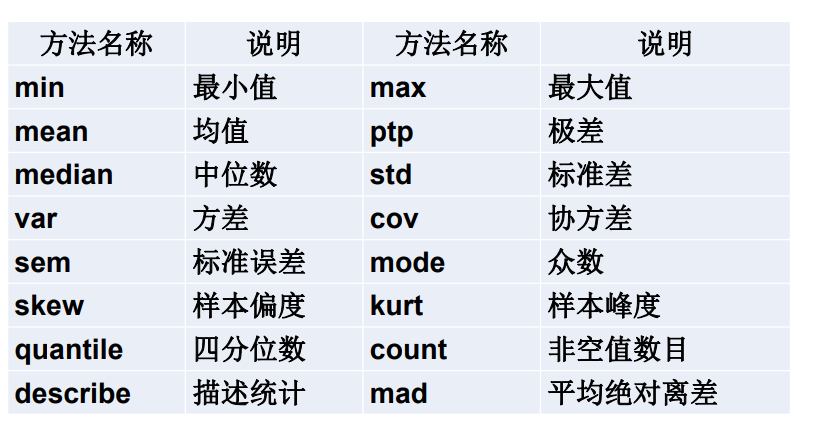 方法名称 说明 方法名称 说明
min 最小值 max 最大值
mean 均值 ptp 极差
median 中位数 std 标准差
var 方差 cov 协方差
sem 标准误差 mode 众数
skew 样本偏度 kurt 样本峰度
quantile 四分位数 count 非空值数目
describe 描述统计 mad 平均绝对离差